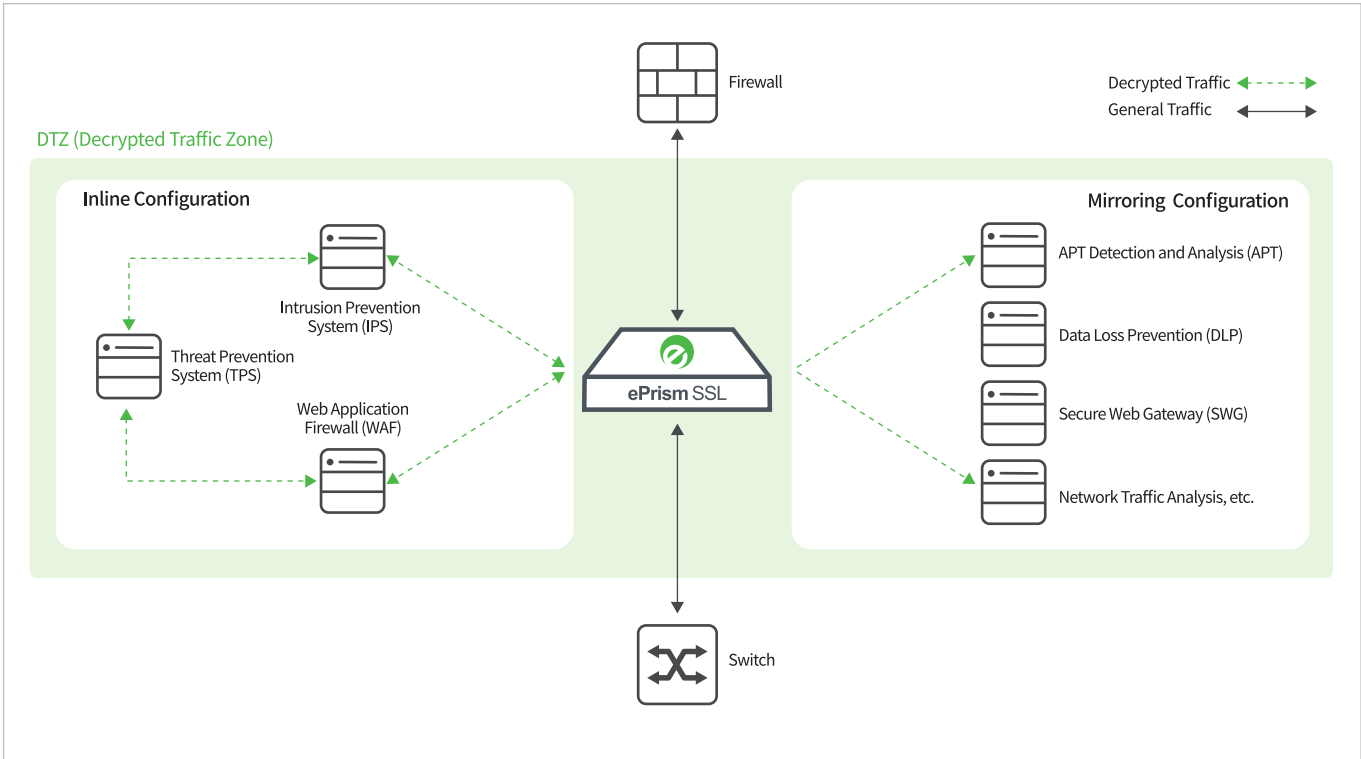 Firewall
Decrypted Traffic
General Traffic
DTZ (Decrypted Traffic Zone)
Inline Configuration
Intrusion Prevention
System (IPS)
Threat Prevention
System (TPS)
Web Application
Firewall (WAF)
e
ePrism SSL
Mirroring Configuration
APT Detection and Analysis (APT)
Data Loss Prevention (DLP)
Secure Web Gateway (SWG)
Network Traffic Analysis, etc.
Switch